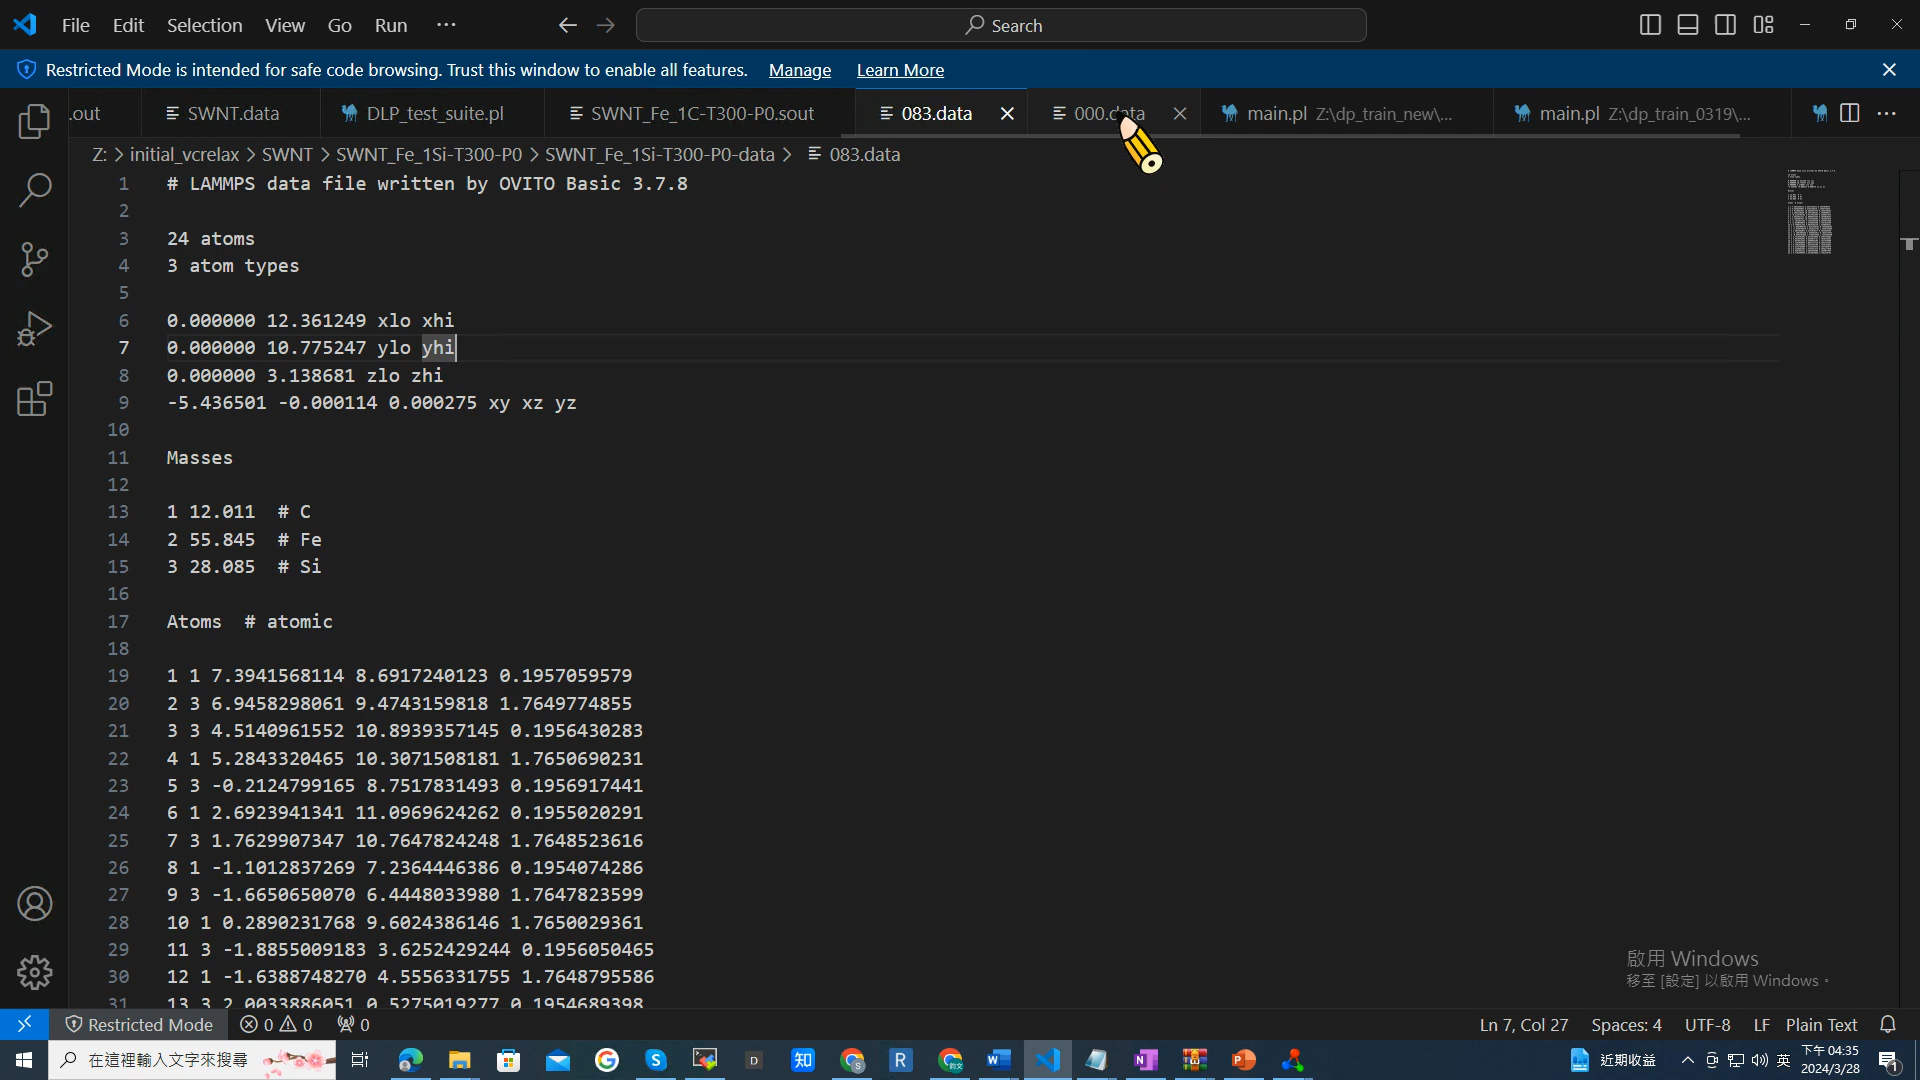 File Edit Selection View Go Run ··· Search
Restricted Mode is intended for safe code browsing. Trust this window to enable all features. Manage Learn More
.out SWNT.data DLP_test_suite.pl SWNT_Fe_1C-T300-P0.sout 083.data 000.data main.pl Z:\dp_train_new\... main.pl Z:\dp_train_0319\...
Z: > initial_vcrelax > SWNT > SWNT_Fe_1Si-T300-P0 > SWNT_Fe_1Si-T300-P0-data > 083.data
1 # LAMMPS data file written by OVITO Basic 3.7.8
2
3 24 atoms
4 3 atom types
5
6 0.000000 12.361249 xlo xhi
7 0.000000 10.775247 ylo yhi
8 0.000000 3.138681 zlo zhi
9 -5.436501 -0.000114 0.000275 xy xz yz
10
11 Masses
12
13 1 12.011  # C
14 2 55.845  # Fe
15 3 28.085  # Si
16
17 Atoms  # atomic
18
19 1 1 7.3941568114 8.6917240123 0.1957059579
20 2 3 6.9458298061 9.4743159818 1.7649774855
21 3 3 4.5140961552 10.8939357145 0.1956430283
22 4 1 5.2843320465 10.3071508181 1.7650690231
23 5 3 -0.2124799165 8.7517831493 0.1956917441
24 6 1 2.6923941341 11.0969624262 0.1955020291
25 7 3 1.7629907347 10.7647824248 1.7648523616
26 8 1 -1.1012837269 7.2364446386 0.1954074286
27 9 3 -1.6650650070 6.4448033980 1.7647823599
28 10 1 0.2890231768 9.6024386146 1.7650029361
29 11 3 -1.8855009183 3.6252429244 0.1956050465
30 12 1 -1.6388748270 4.5556331755 1.7648795586
31 13 3 2.0033886051 0.5275019277 0.1954689398
啟用 Windows
移至 [設定] 以啟用 Windows。
Restricted Mode 0 0 0 Ln 7, Col 27 Spaces: 4 UTF-8 LF Plain Text
在這裡輸入文字來搜尋 近期收益 英 下午 04:35
2024/3/28